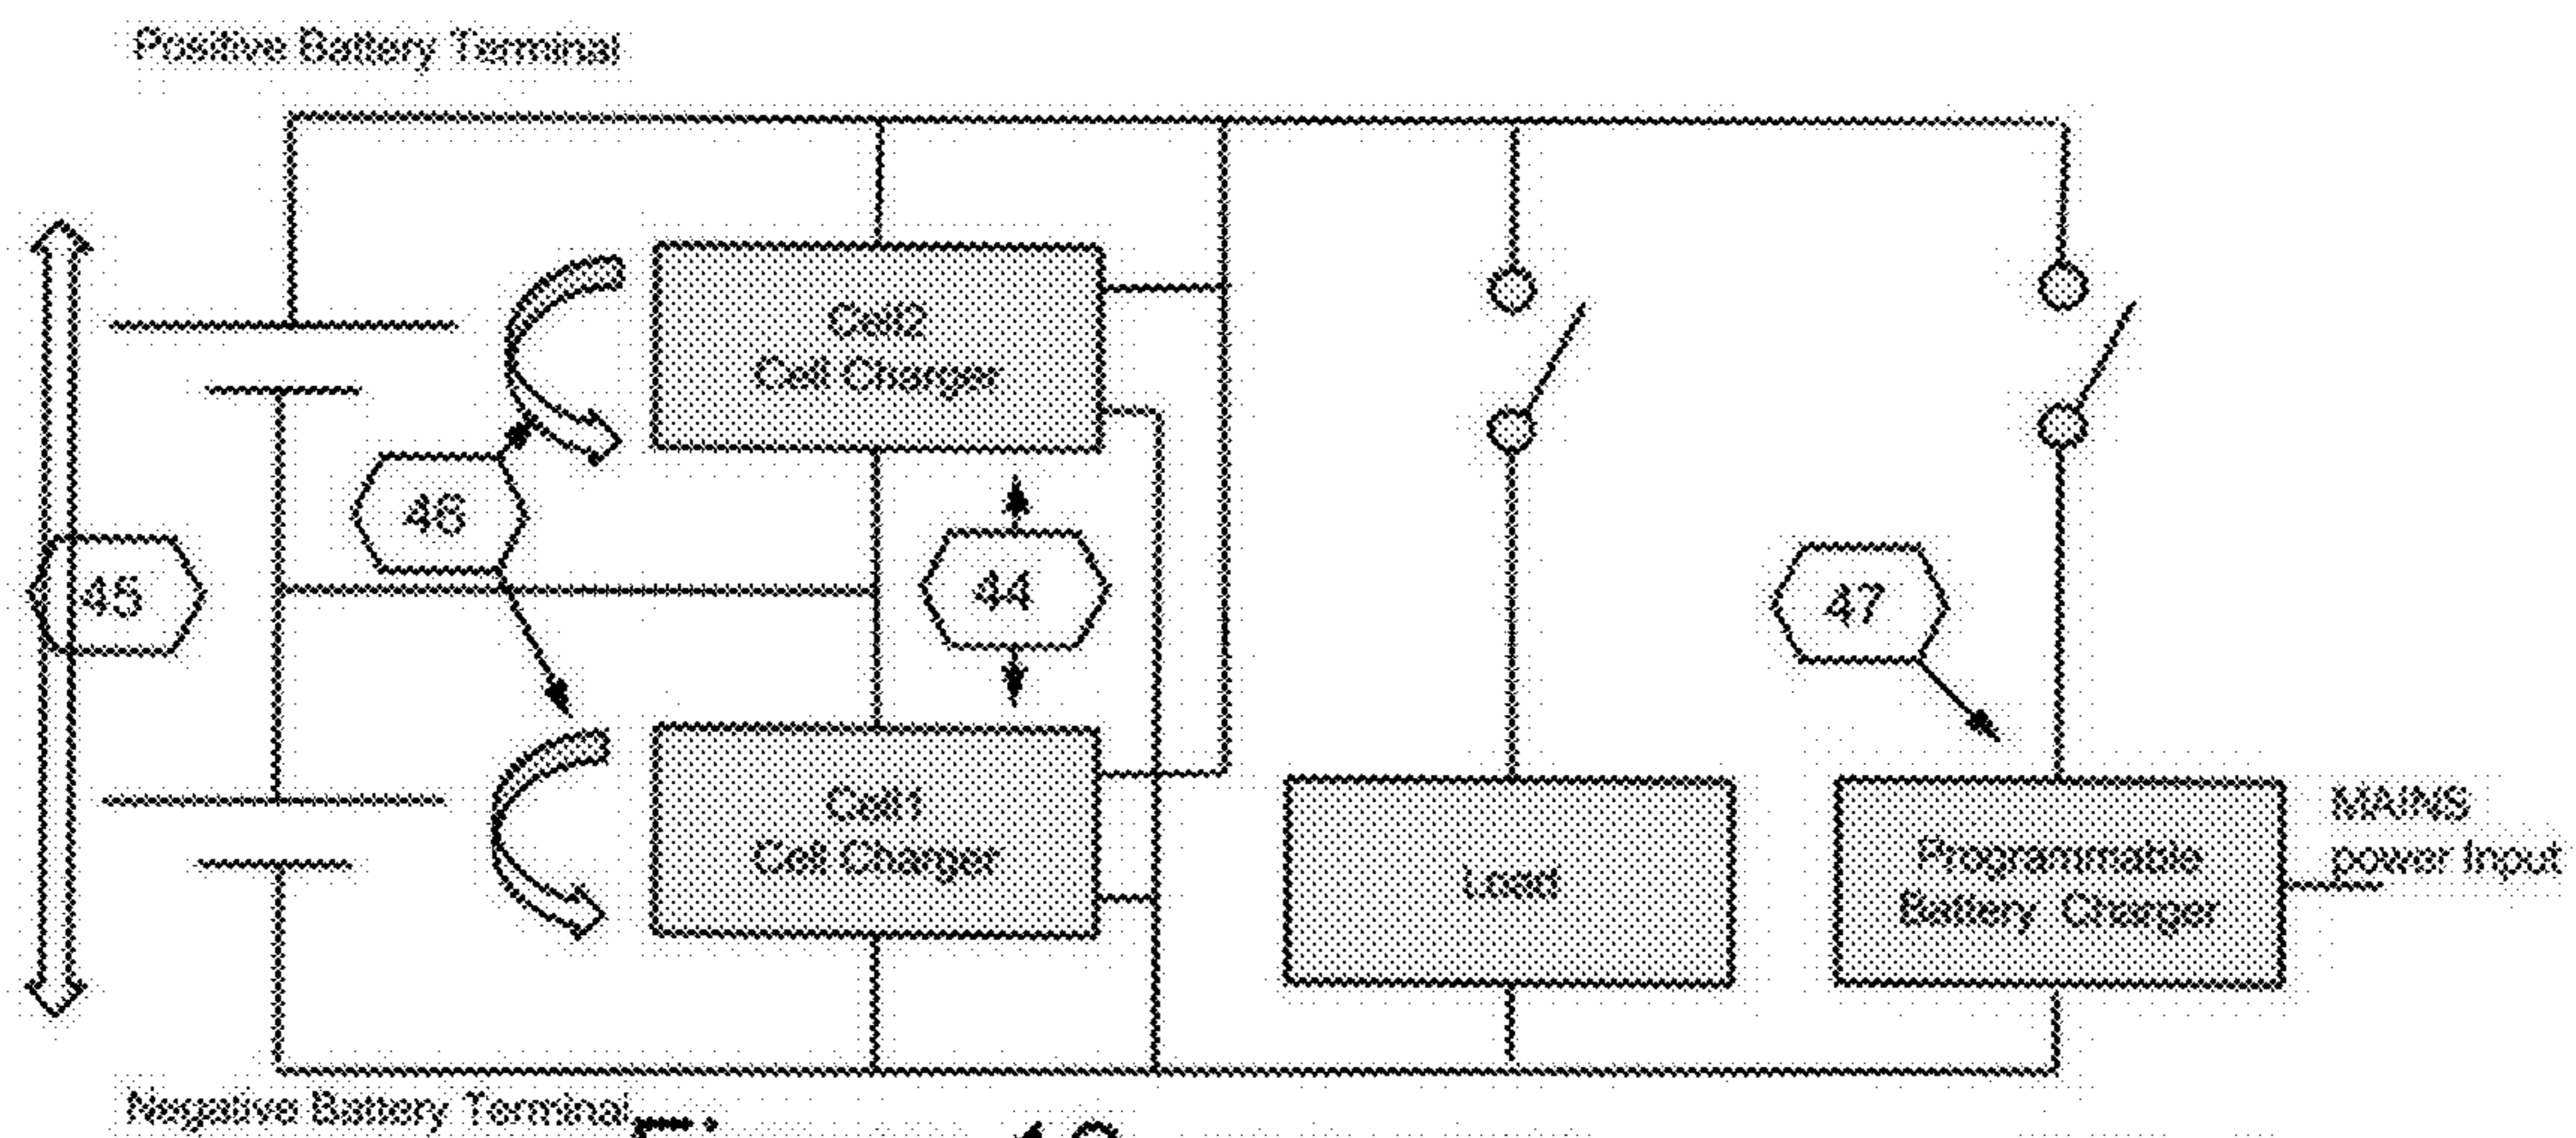 Positive Battery Terminal
Cell2
Cell Charger
46
45
44
47
Cell1
Cell Charger
Load
Programmable
Battery Charger
MAINS
power Input
Negative Battery Terminal